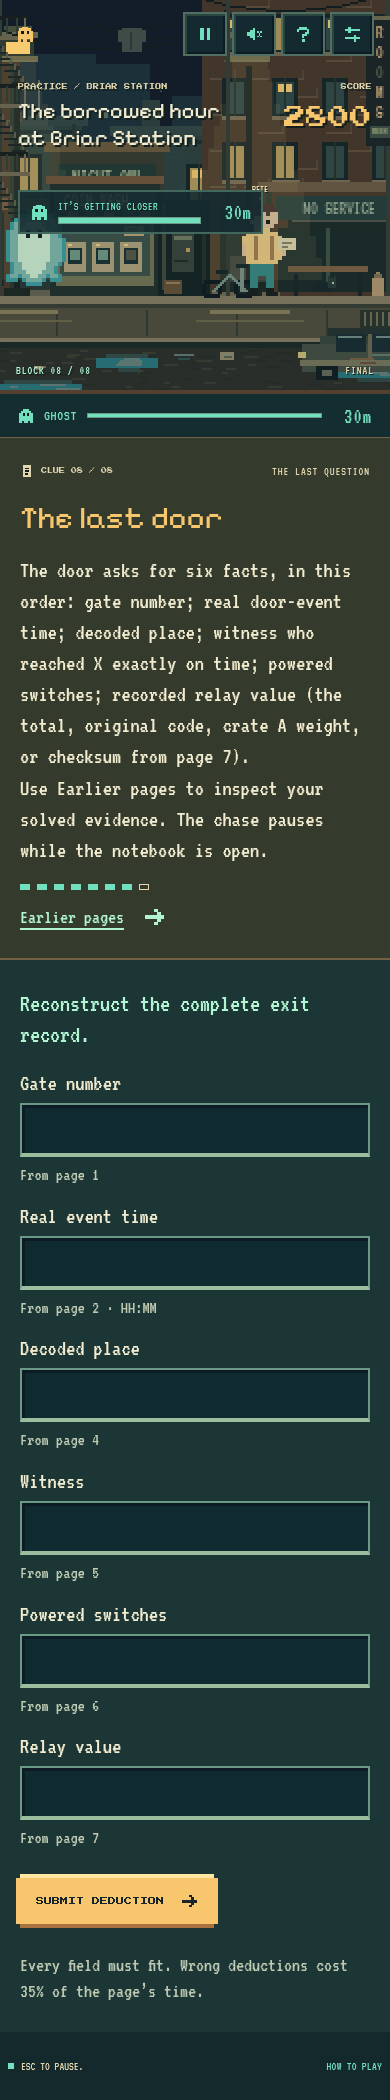 PRACTICE / BRIAR STATION
SCORE
The borrowed hour
at Briar Station
2800
NIGHT OWL
ROOMS
PETE
IT'S GETTING CLOSER
30m
NO SERVICE
BLOCK 08 / 08
FINAL
GHOST
30m
CLUE 08 / 08
THE LAST QUESTION
The last door
The door asks for six facts, in this
order: gate number; real door-event
time; decoded place; witness who
reached X exactly on time; powered
switches; recorded relay value (the
total, original code, crate A weight,
or checksum from page 7).
Use Earlier pages to inspect your
solved evidence. The chase pauses
while the notebook is open.
Earlier pages
Reconstruct the complete exit
record.
Gate number
From page 1
Real event time
From page 2 · HH:MM
Decoded place
From page 4
Witness
From page 5
Powered switches
From page 6
Relay value
From page 7
SUBMIT DEDUCTION
Every field must fit. Wrong deductions cost
35% of the page's time.
ESC TO PAUSE.
HOW TO PLAY